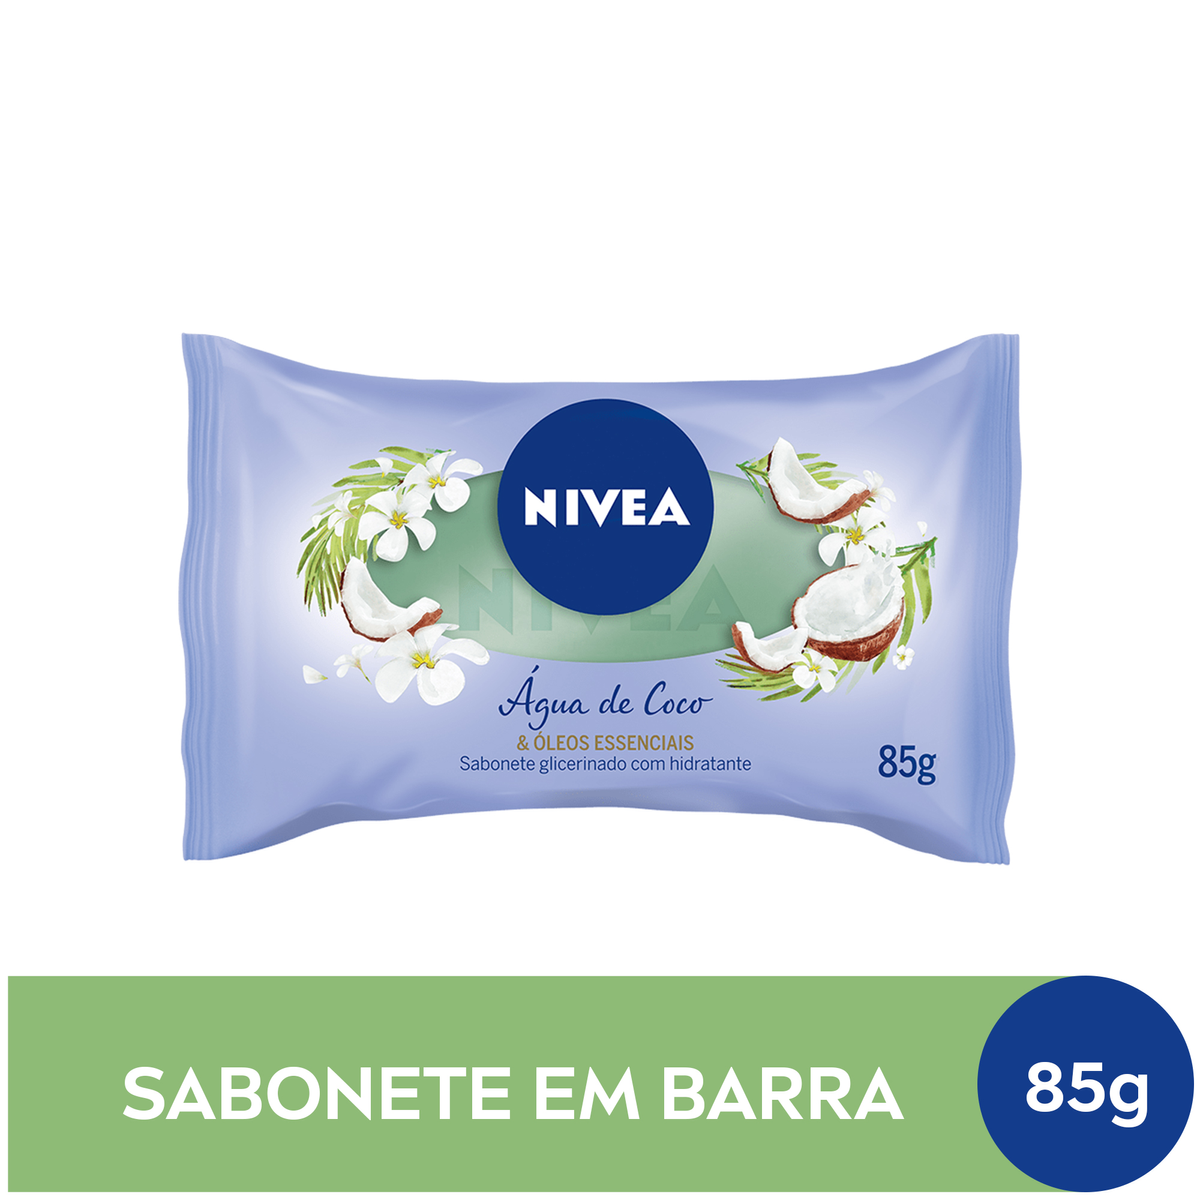 NIVEA
NIVEA
Água de Coco
& ÓLEOS ESSENCIAIS
Sabonete glicerinado com hidratante
85g
SABONETE EM BARRA
85g